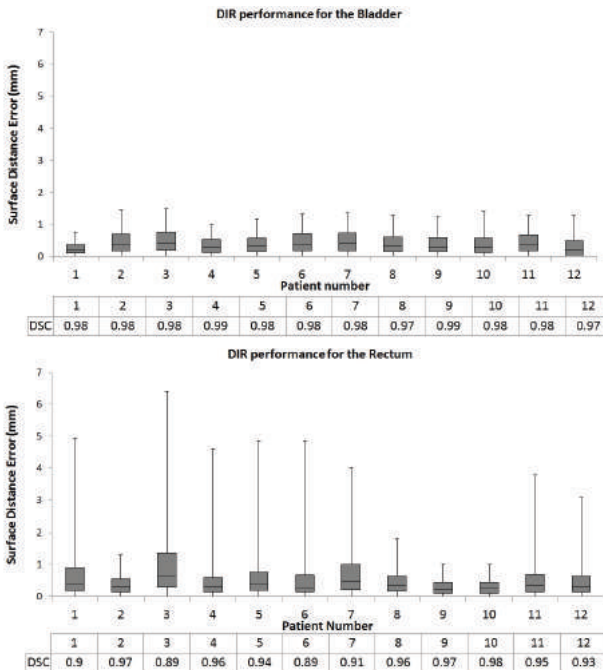 DIR performance for the Bladder
7
6
5
4
3
2
1
0
Surface Distance Error (mm)
1 2 3 4 5 6 7 8 9 10 11 12
Patient number
1 2 3 4 5 6 7 8 9 10 11 12
DSC 0.98 0.98 0.98 0.99 0.98 0.98 0.98 0.97 0.99 0.98 0.98 0.97
DIR performance for the Rectum
7
6
5
4
3
2
1
0
Surface Distance Error (mm)
1 2 3 4 5 6 7 8 9 10 11 12
Patient Number
1 2 3 4 5 6 7 8 9 10 11 12
DSC 0.9 0.97 0.89 0.96 0.94 0.89 0.91 0.96 0.97 0.98 0.95 0.93